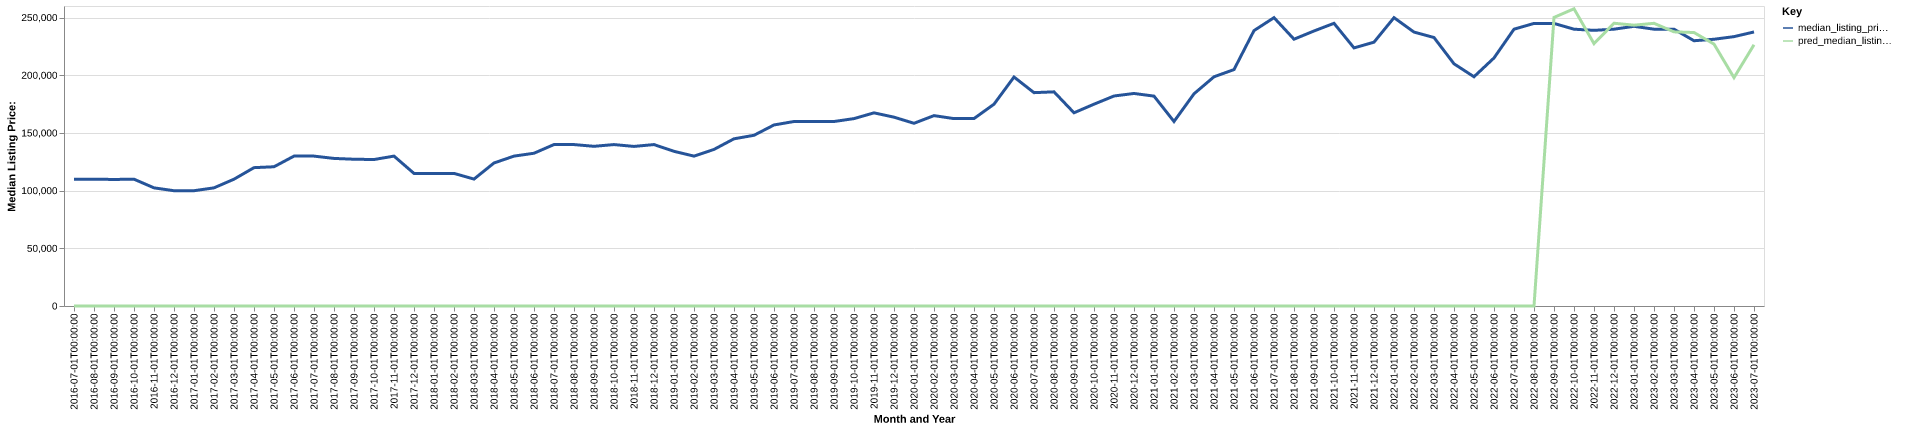 250,000
200,000
150,000
100,000
50,000
0
Median Listing Price:
2016-07-01T00:00:00
2016-08-01T00:00:00
2016-09-01T00:00:00
2016-10-01T00:00:00
2016-11-01T00:00:00
2016-12-01T00:00:00
2017-01-01T00:00:00
2017-02-01T00:00:00
2017-03-01T00:00:00
2017-04-01T00:00:00
2017-05-01T00:00:00
2017-06-01T00:00:00
2017-07-01T00:00:00
2017-08-01T00:00:00
2017-09-01T00:00:00
2017-10-01T00:00:00
2017-11-01T00:00:00
2017-12-01T00:00:00
2018-01-01T00:00:00
2018-02-01T00:00:00
2018-03-01T00:00:00
2018-04-01T00:00:00
2018-05-01T00:00:00
2018-06-01T00:00:00
2018-07-01T00:00:00
2018-08-01T00:00:00
2018-09-01T00:00:00
2018-10-01T00:00:00
2018-11-01T00:00:00
2018-12-01T00:00:00
2019-01-01T00:00:00
2019-02-01T00:00:00
2019-03-01T00:00:00
2019-04-01T00:00:00
2019-05-01T00:00:00
2019-06-01T00:00:00
2019-07-01T00:00:00
2019-08-01T00:00:00
2019-09-01T00:00:00
2019-10-01T00:00:00
2019-11-01T00:00:00
2019-12-01T00:00:00
2020-01-01T00:00:00
2020-02-01T00:00:00
2020-03-01T00:00:00
2020-04-01T00:00:00
2020-05-01T00:00:00
2020-06-01T00:00:00
2020-07-01T00:00:00
2020-08-01T00:00:00
2020-09-01T00:00:00
2020-10-01T00:00:00
2020-11-01T00:00:00
2020-12-01T00:00:00
2021-01-01T00:00:00
2021-02-01T00:00:00
2021-03-01T00:00:00
2021-04-01T00:00:00
2021-05-01T00:00:00
2021-06-01T00:00:00
2021-07-01T00:00:00
2021-08-01T00:00:00
2021-09-01T00:00:00
2021-10-01T00:00:00
2021-11-01T00:00:00
2021-12-01T00:00:00
2022-01-01T00:00:00
2022-02-01T00:00:00
2022-03-01T00:00:00
2022-04-01T00:00:00
2022-05-01T00:00:00
2022-06-01T00:00:00
2022-07-01T00:00:00
2022-08-01T00:00:00
2022-09-01T00:00:00
2022-10-01T00:00:00
2022-11-01T00:00:00
2022-12-01T00:00:00
2023-01-01T00:00:00
2023-02-01T00:00:00
2023-03-01T00:00:00
2023-04-01T00:00:00
2023-05-01T00:00:00
2023-06-01T00:00:00
2023-07-01T00:00:00
Month and Year
Key
median_listing_pri…
pred_median_listin…